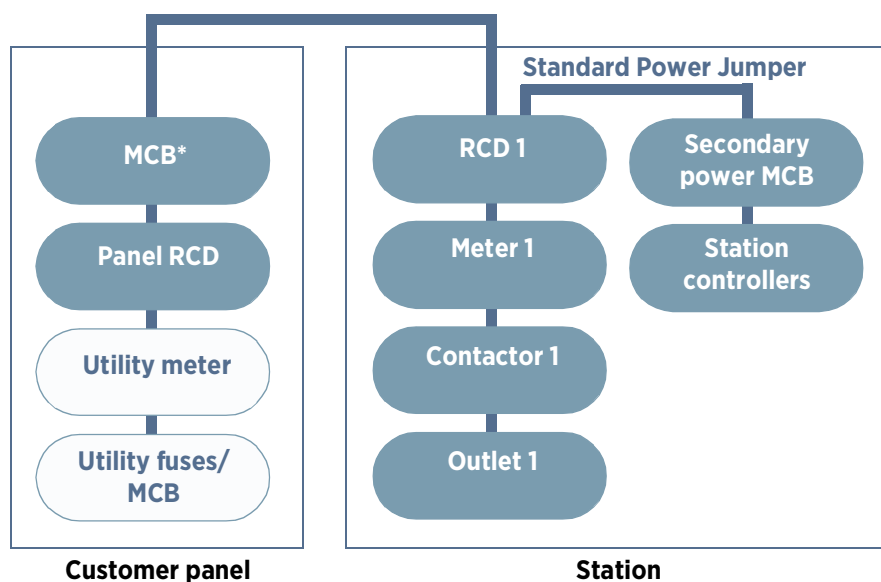 Standard Power Jumper
MCB*
Panel RCD
Utility meter
Utility fuses/
MCB
Customer panel
RCD 1
Meter 1
Contactor 1
Outlet 1
Secondary
power MCB
Station
controllers
Station